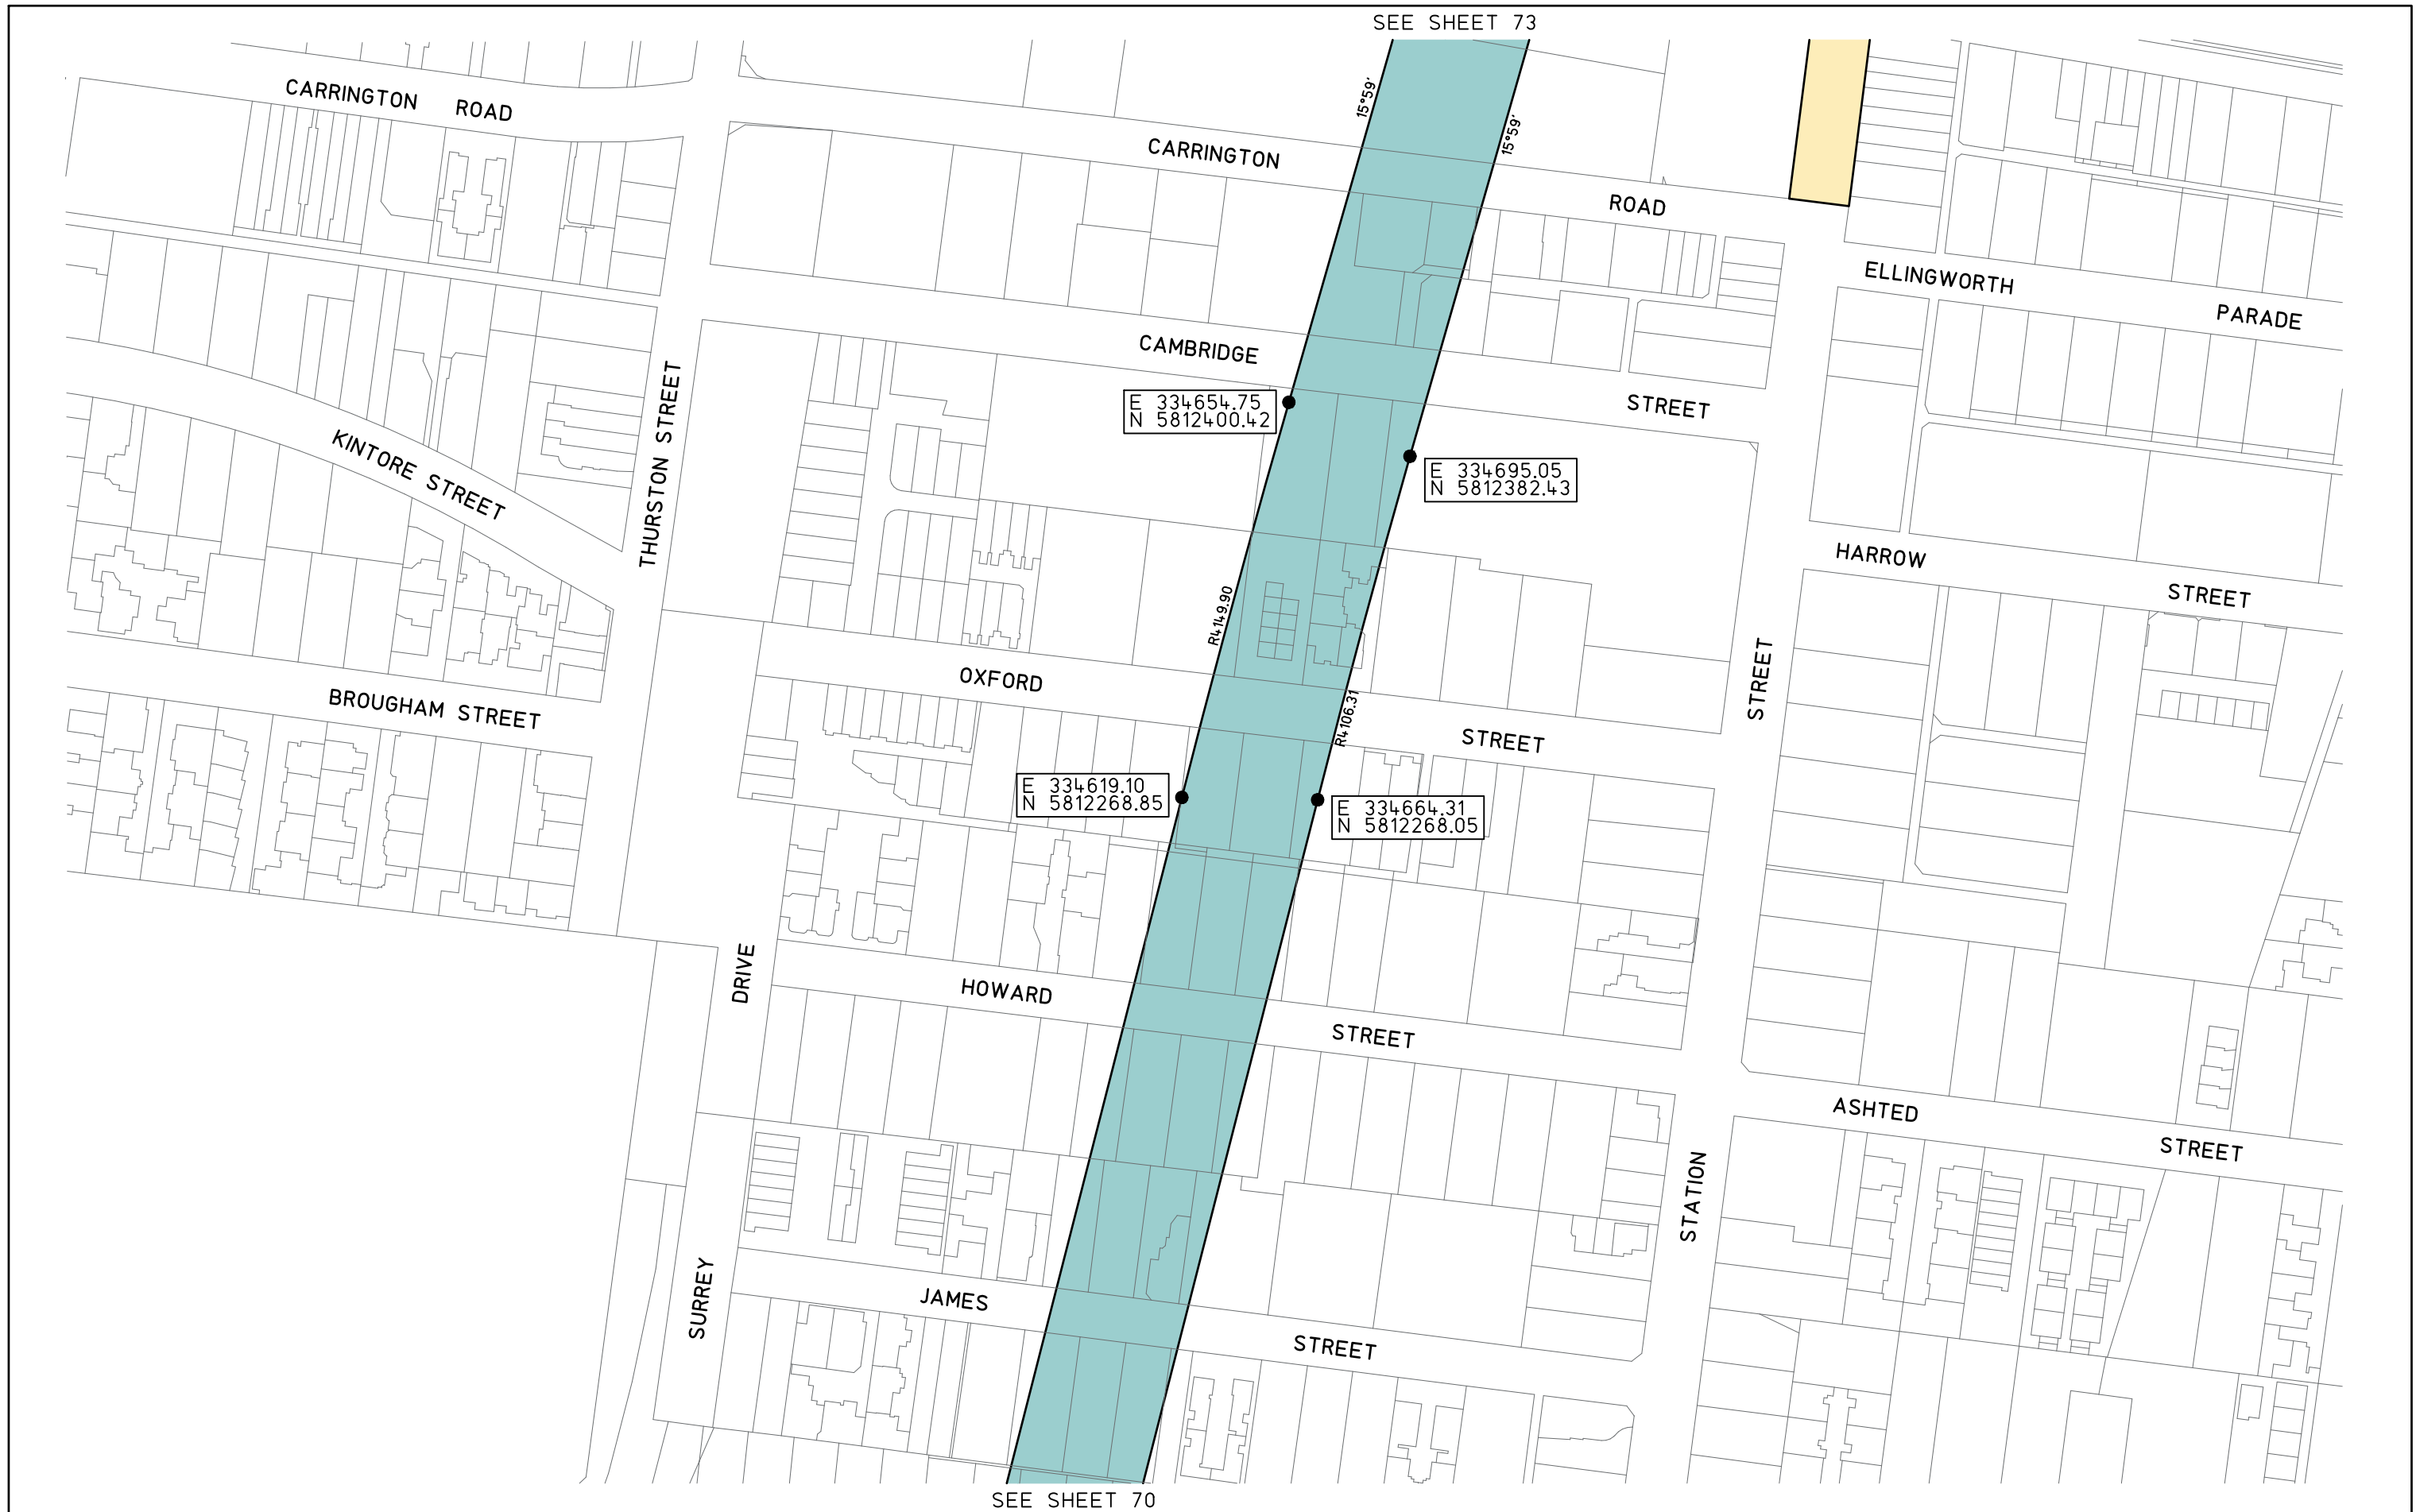 SEE SHEET 73
CARRINGTON ROAD
15°59'
15°59'
CARRINGTON
ROAD
ELLINGWORTH
PARADE
CAMBRIDGE
STREET
E 334654.75
N 5812400.42
THURSTON STREET
KINTORE STREET
E 334695.05
N 5812382.43
HARROW
STREET
R4149.90
OXFORD
STREET
BROUGHAM STREET
R4106.31
STREET
E 334619.10
N 5812268.85
E 334664.31
N 5812268.05
DRIVE
HOWARD
STREET
ASHTED
STREET
STATION
SURREY
JAMES
STREET
SEE SHEET 70